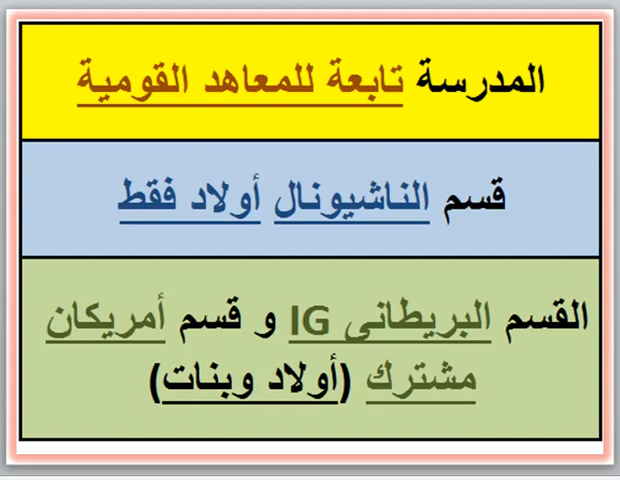 المدرسة تابعة للمعاهد القومية
قسم الناشيونال أولاد فقط
القسم البريطانى IG و قسم أمريكان
مشترك (أولاد وبنات)